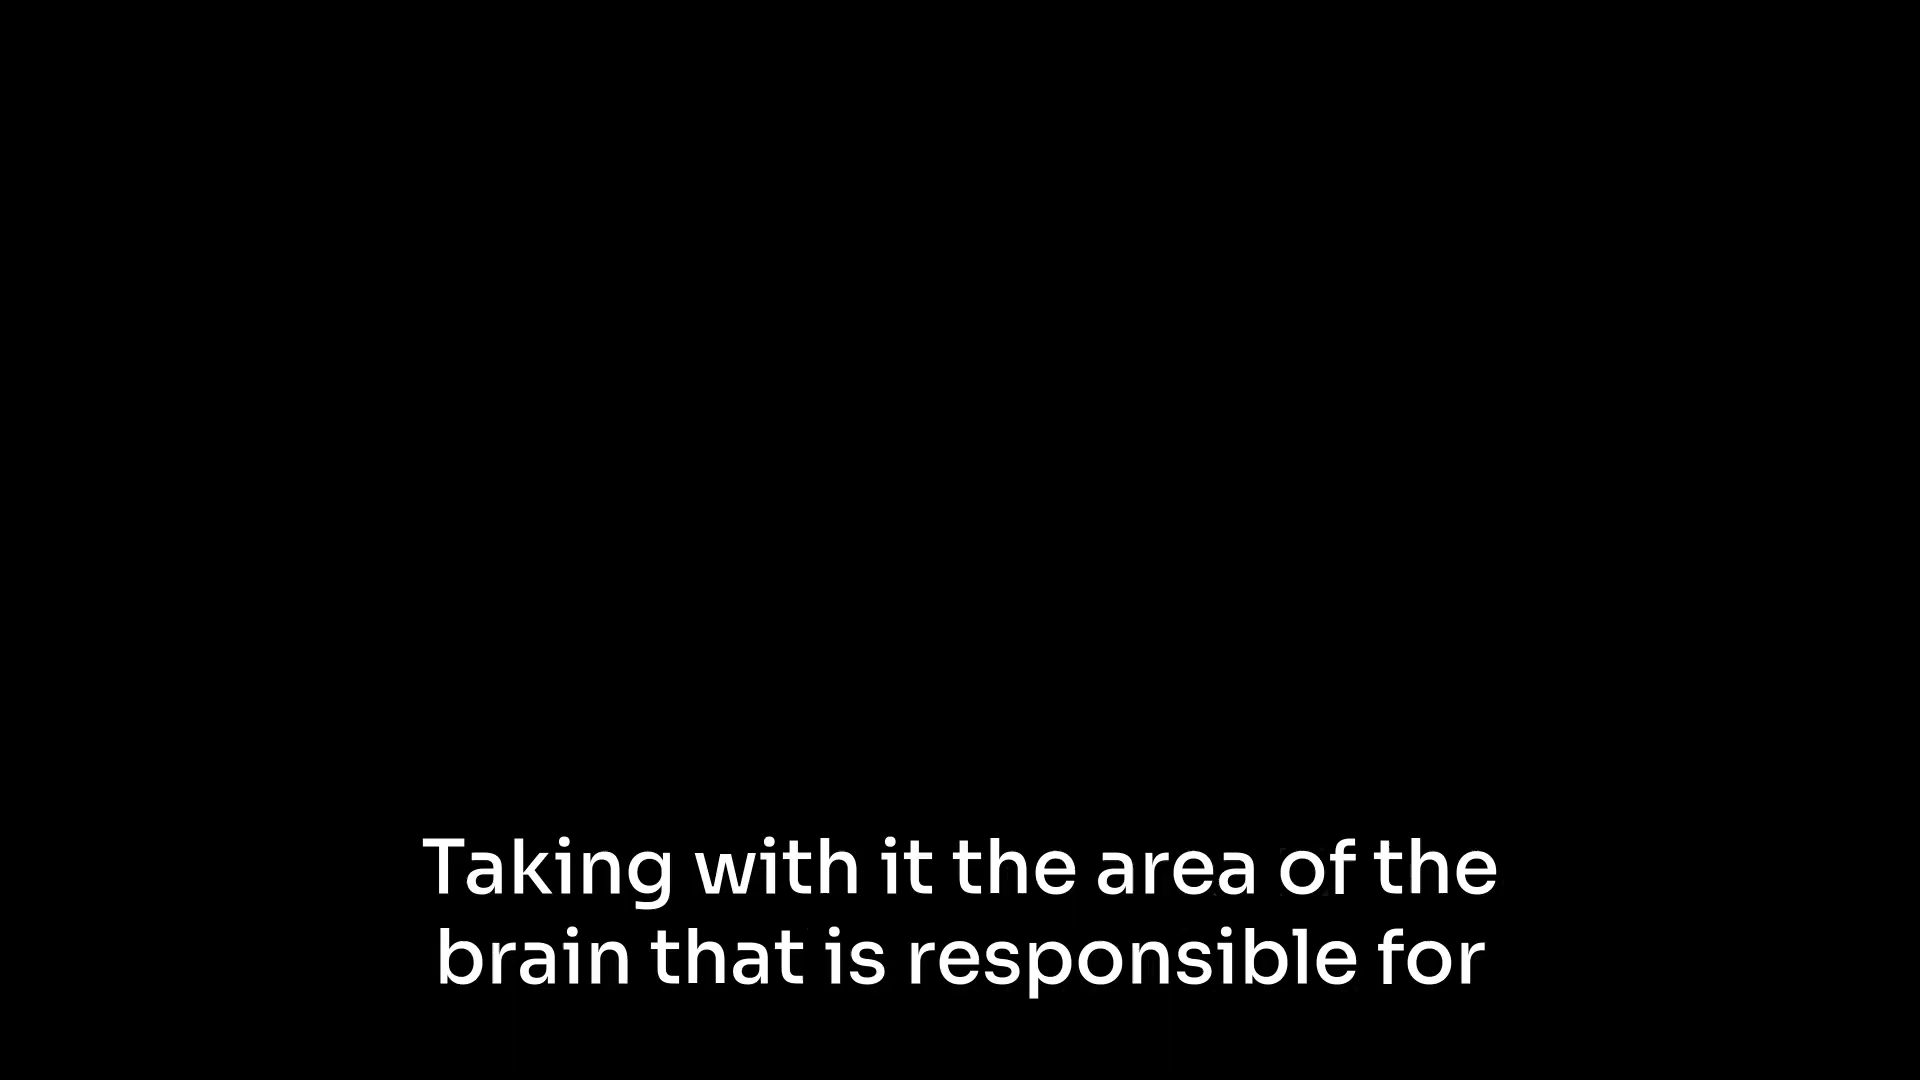 Taking with it the area of the
brain that is responsible for